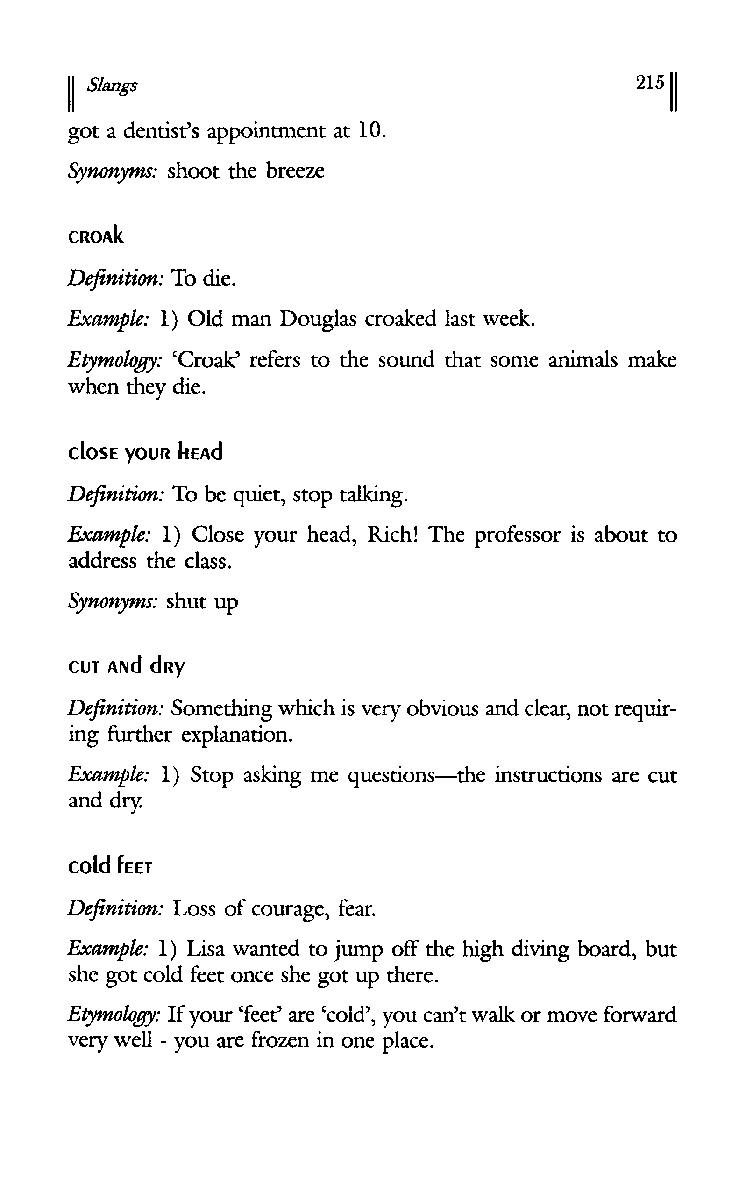 Slangs 215
got a dentist's appointment at 10.
Synonyms: shoot the breeze
croak
Definition: To die.
Example: 1) Old man Douglas croaked last week.
Etymology: 'Croak' refers to the sound that some animals make
when they die.
close your head
Definition: To be quiet, stop talking.
Example: 1) Close your head, Rich! The professor is about to
address the class.
Synonyms: shut up
cut and dry
Definition: Something which is very obvious and clear, not requir-
ing further explanation.
Example: 1) Stop asking me questions—the instructions are cut
and dry.
cold feet
Definition: Loss of courage, fear.
Example: 1) Lisa wanted to jump off the high diving board, but
she got cold feet once she got up there.
Etymology: If your 'feet' are 'cold', you can't walk or move forward
very well - you are frozen in one place.